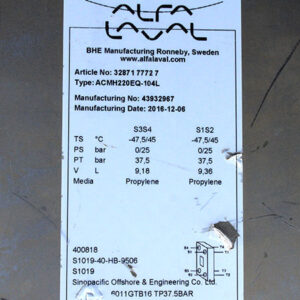 ALFA
LAVAL
BHE Manufacturing Ronneby, Sweden
www.alfalaval.com
Article No: 32871 7772 7
Type: ACMH220EQ-104L
Manufacturing No: 43932967
Manufacturing Date: 2016-12-06
S3S4 S1S2
TS °C -47,5/45 -47,5/45
PS bar 0/25 0/25
PT bar 37,5 37,5
V L 9,18 9,36
Media Propylene Propylene
400818
S1019-40-HB-9506
S1019
Sinopacific Offshore & Engineering Co. Ltd.
6011GTB16 TP37.5BAR